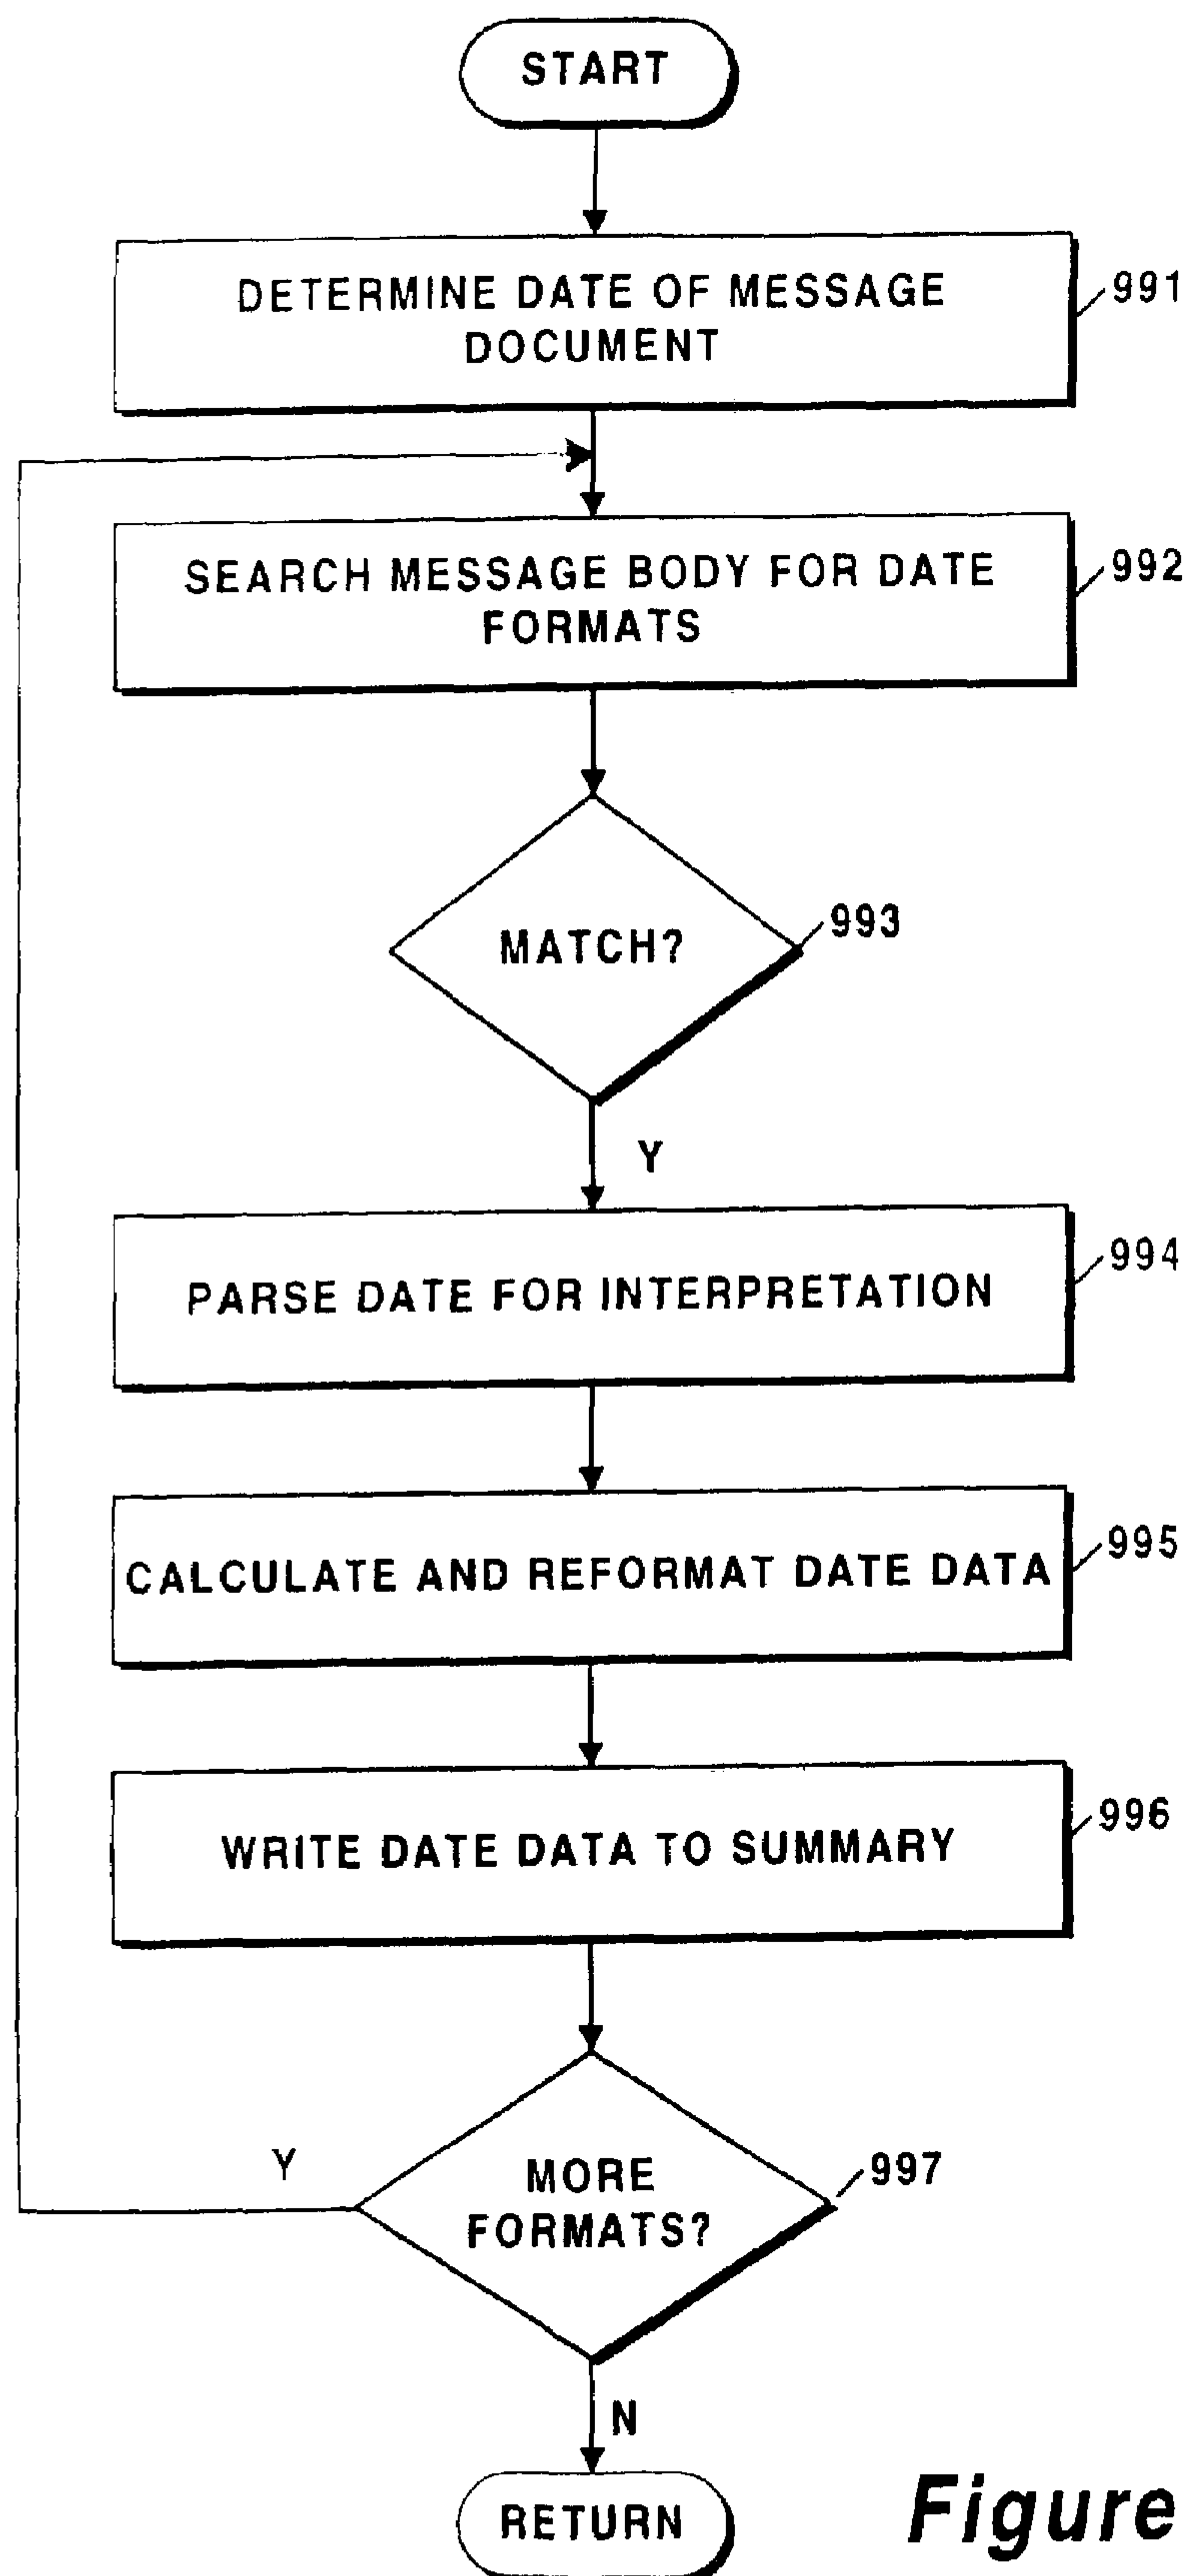 START
DETERMINE DATE OF MESSAGE
DOCUMENT
991
SEARCH MESSAGE BODY FOR DATE
FORMATS
992
MATCH?
993
Y
PARSE DATE FOR INTERPRETATION
994
CALCULATE AND REFORMAT DATE DATA
995
WRITE DATE DATA TO SUMMARY
996
MORE
FORMATS?
997
Y
N
RETURN
Figure